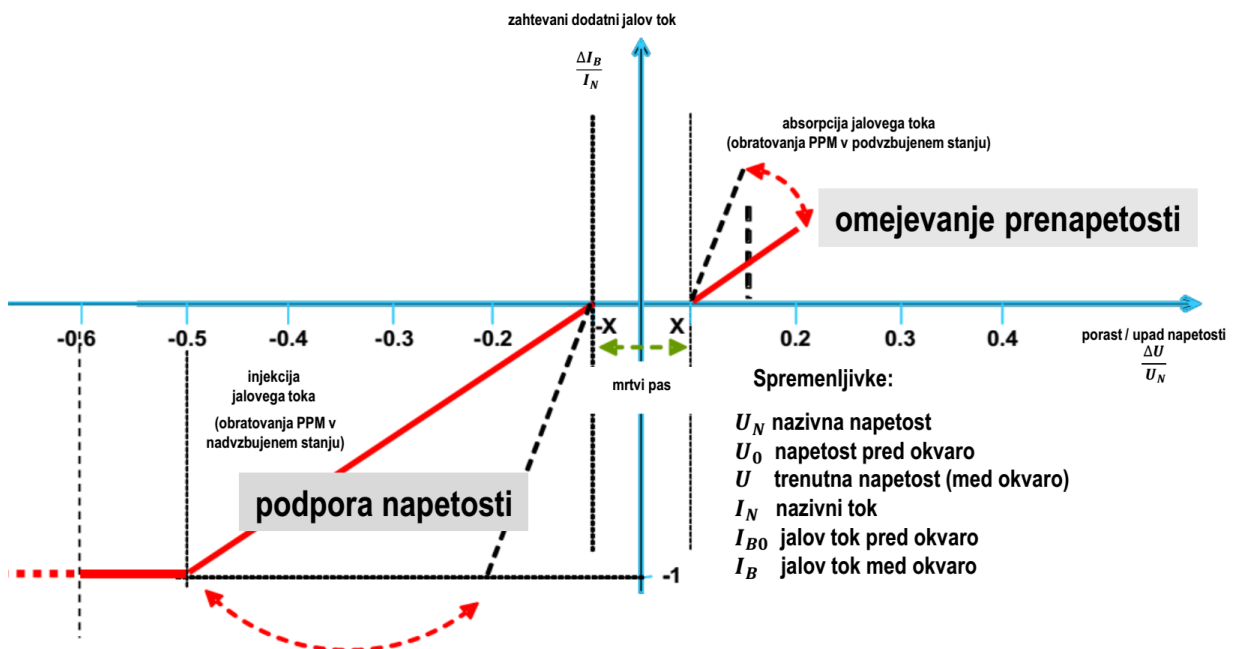 zahtevani dodatni jalov tok
ΔI_B
I_N
absorpcija jalovega toka
(obratovanja PPM v podvzbujenem stanju)
omejevanje prenapetosti
-0.6
-0.5
-0.4
-0.3
-0.2
-X
X
0.2
0.3
0.4
porast / upad napetosti
ΔU
U_N
mrtvi pas
injekcija
jalovega toka
(obratovanja PPM v
nadvzbujenem stanju)
podpora napetosti
-1
Spremenljivke:
U_N nazivna napetost
U_0 napetost pred okvaro
U trenutna napetost (med okvaro)
I_N nazivni tok
I_B0 jalov tok pred okvaro
I_B jalov tok med okvaro